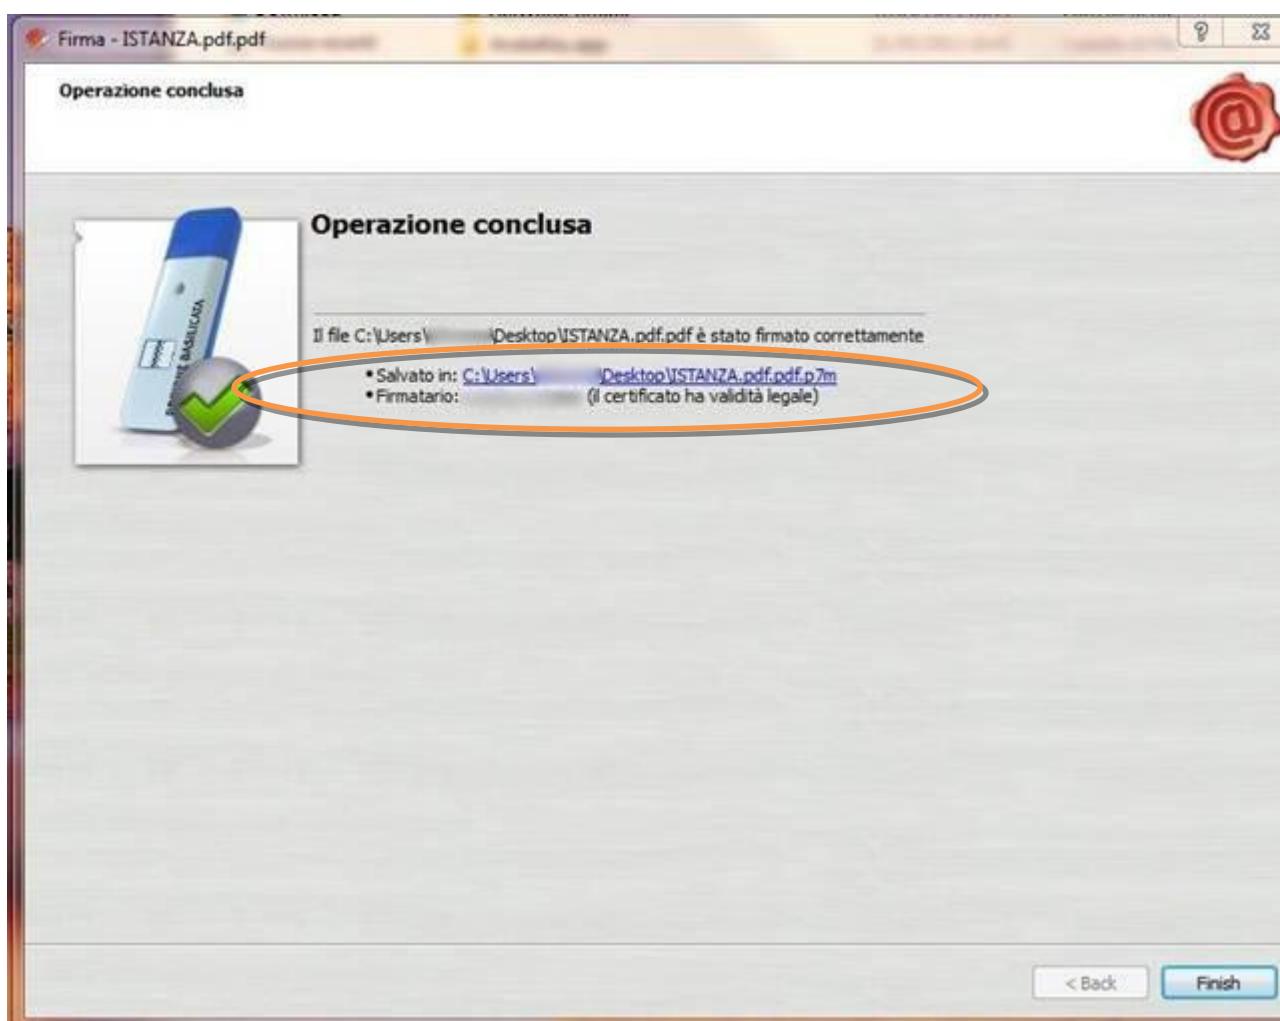 Firma - ISTANZA.pdf.pdf
Operazione conclusa
@
Operazione conclusa
BASILICATA
Il file C:\Users\ \Desktop\ISTANZA.pdf.pdf è stato firmato correttamente
• Salvato in: C:\Users\ \Desktop\ISTANZA.pdf.pdf.p7m
• Firmatario: (il certificato ha validità legale)
< Back
Finish